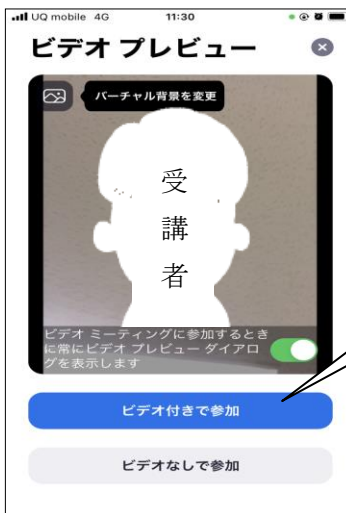 UQ mobile 4G 11:30
ビデオ プレビュー
バーチャル背景を変更
受
講
者
ビデオ ミーティングに参加するとき
に常にビデオ プレビュー ダイアロ
グを表示します
ビデオ付きで参加
ビデオなしで参加